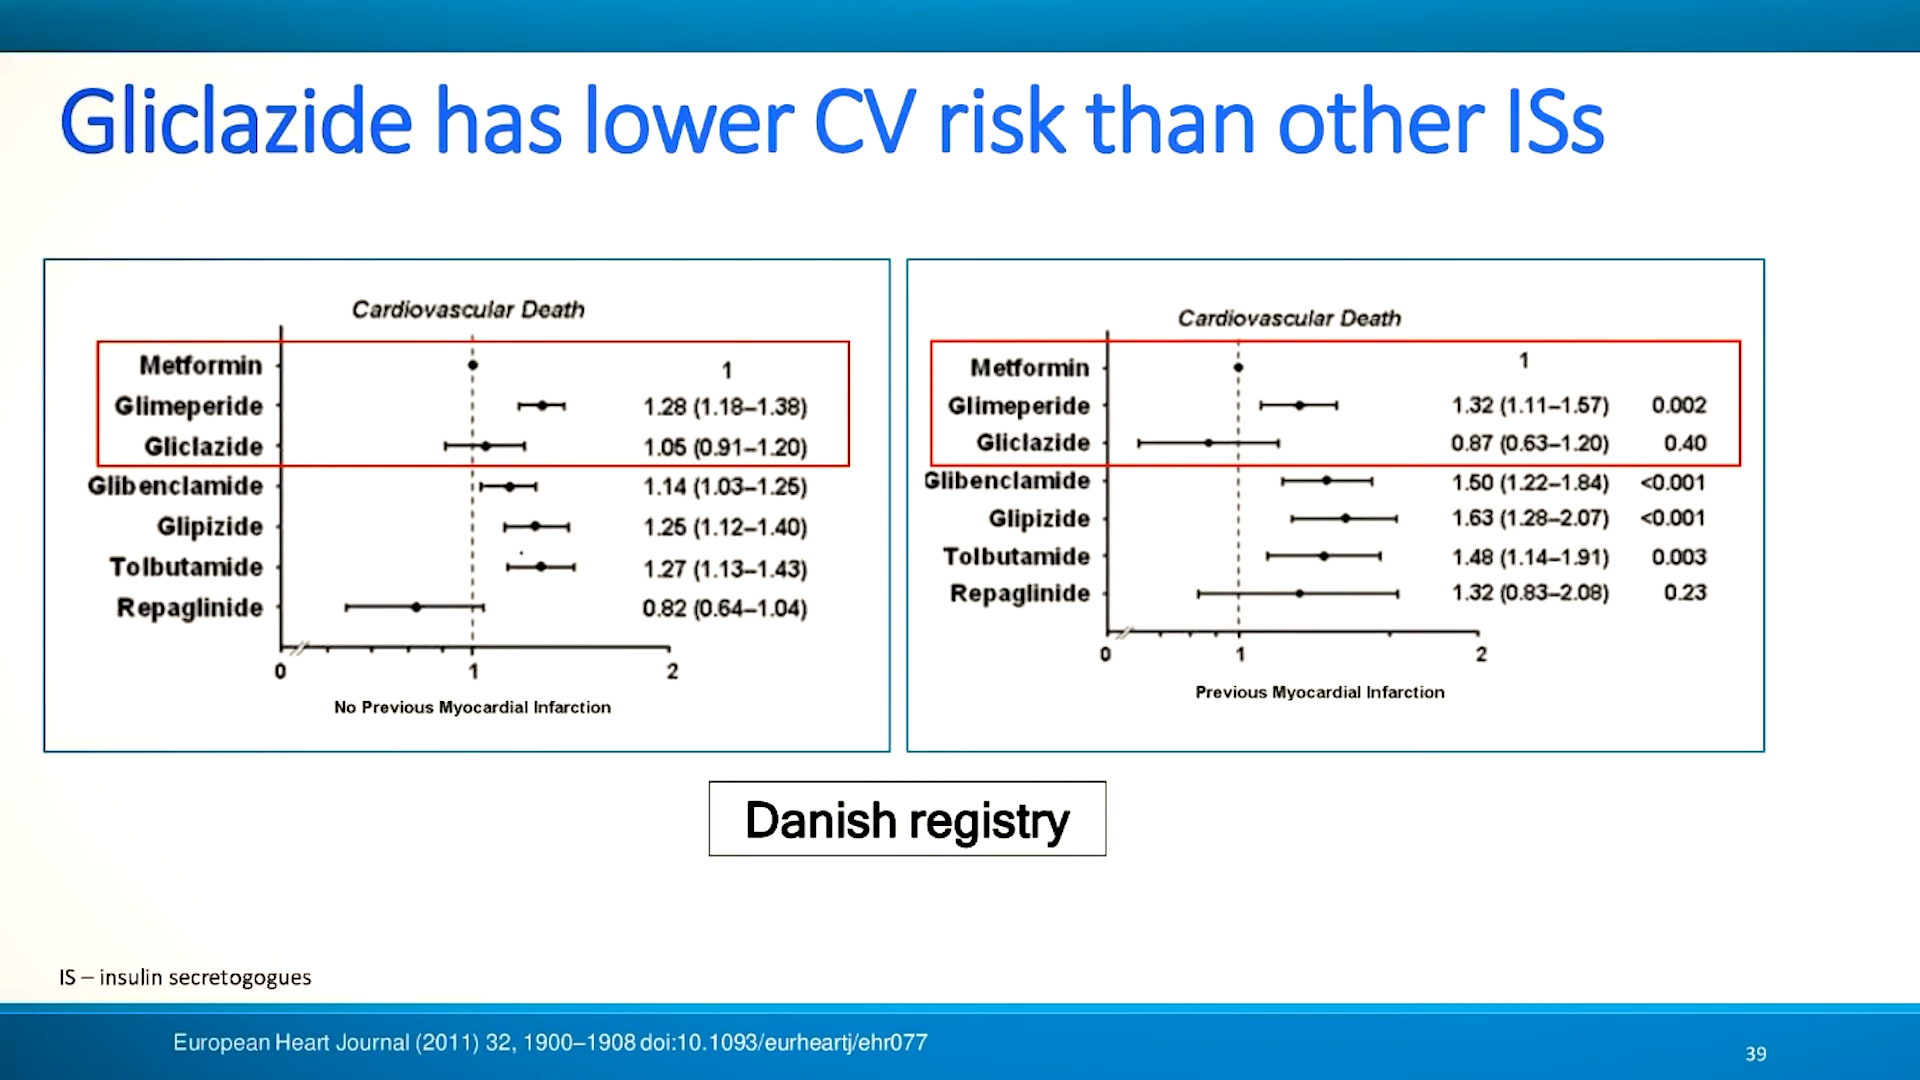 Gliclazide has lower CV risk than other ISs
Cardiovascular Death
Metformin 1
Glimeperide 1.28 (1.18–1.38)
Gliclazide 1.05 (0.91–1.20)
Glibenclamide 1.14 (1.03–1.25)
Glipizide 1.25 (1.12–1.40)
Tolbutamide 1.27 (1.13–1.43)
Repaglinide 0.82 (0.64–1.04)
0 1 2
No Previous Myocardial Infarction
Cardiovascular Death
Metformin 1
Glimeperide 1.32 (1.11–1.57) 0.002
Gliclazide 0.87 (0.63–1.20) 0.40
Glibenclamide 1.50 (1.22–1.84) <0.001
Glipizide 1.63 (1.28–2.07) <0.001
Tolbutamide 1.48 (1.14–1.91) 0.003
Repaglinide 1.32 (0.83–2.08) 0.23
0 1 2
Previous Myocardial Infarction
Danish registry
IS – insulin secretogogues
European Heart Journal (2011) 32, 1900–1908 doi:10.1093/eurheartj/ehr077
39